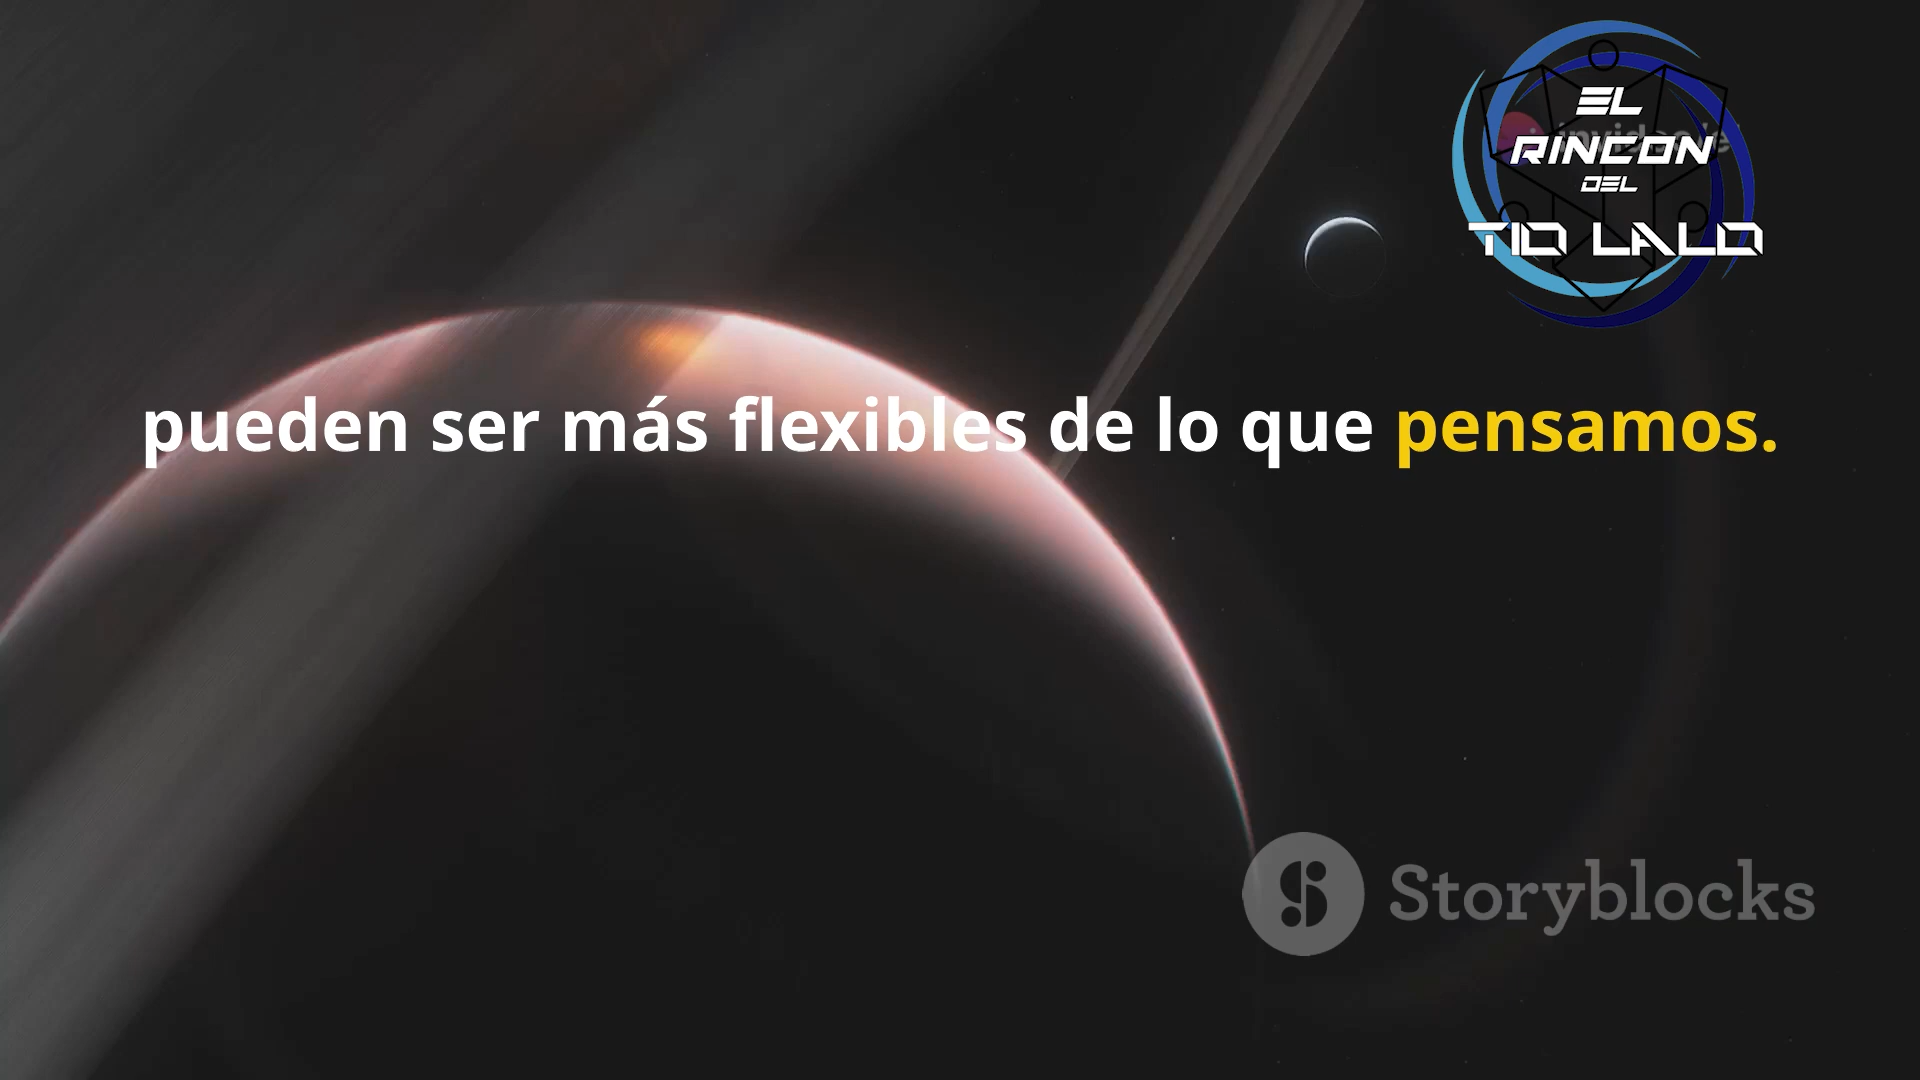 EL
RINCON
DEL
TIO LALO
pueden ser más flexibles de lo que pensamos.
Storyblocks